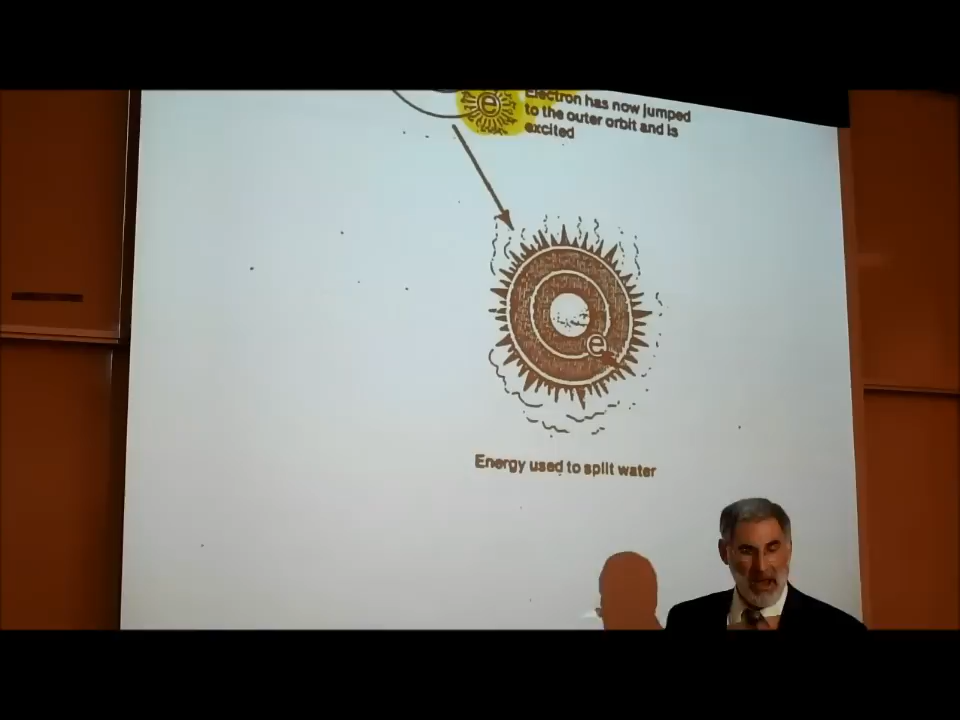 e
Electron has now jumped
to the outer orbit and is
excited
e
Energy used to split water